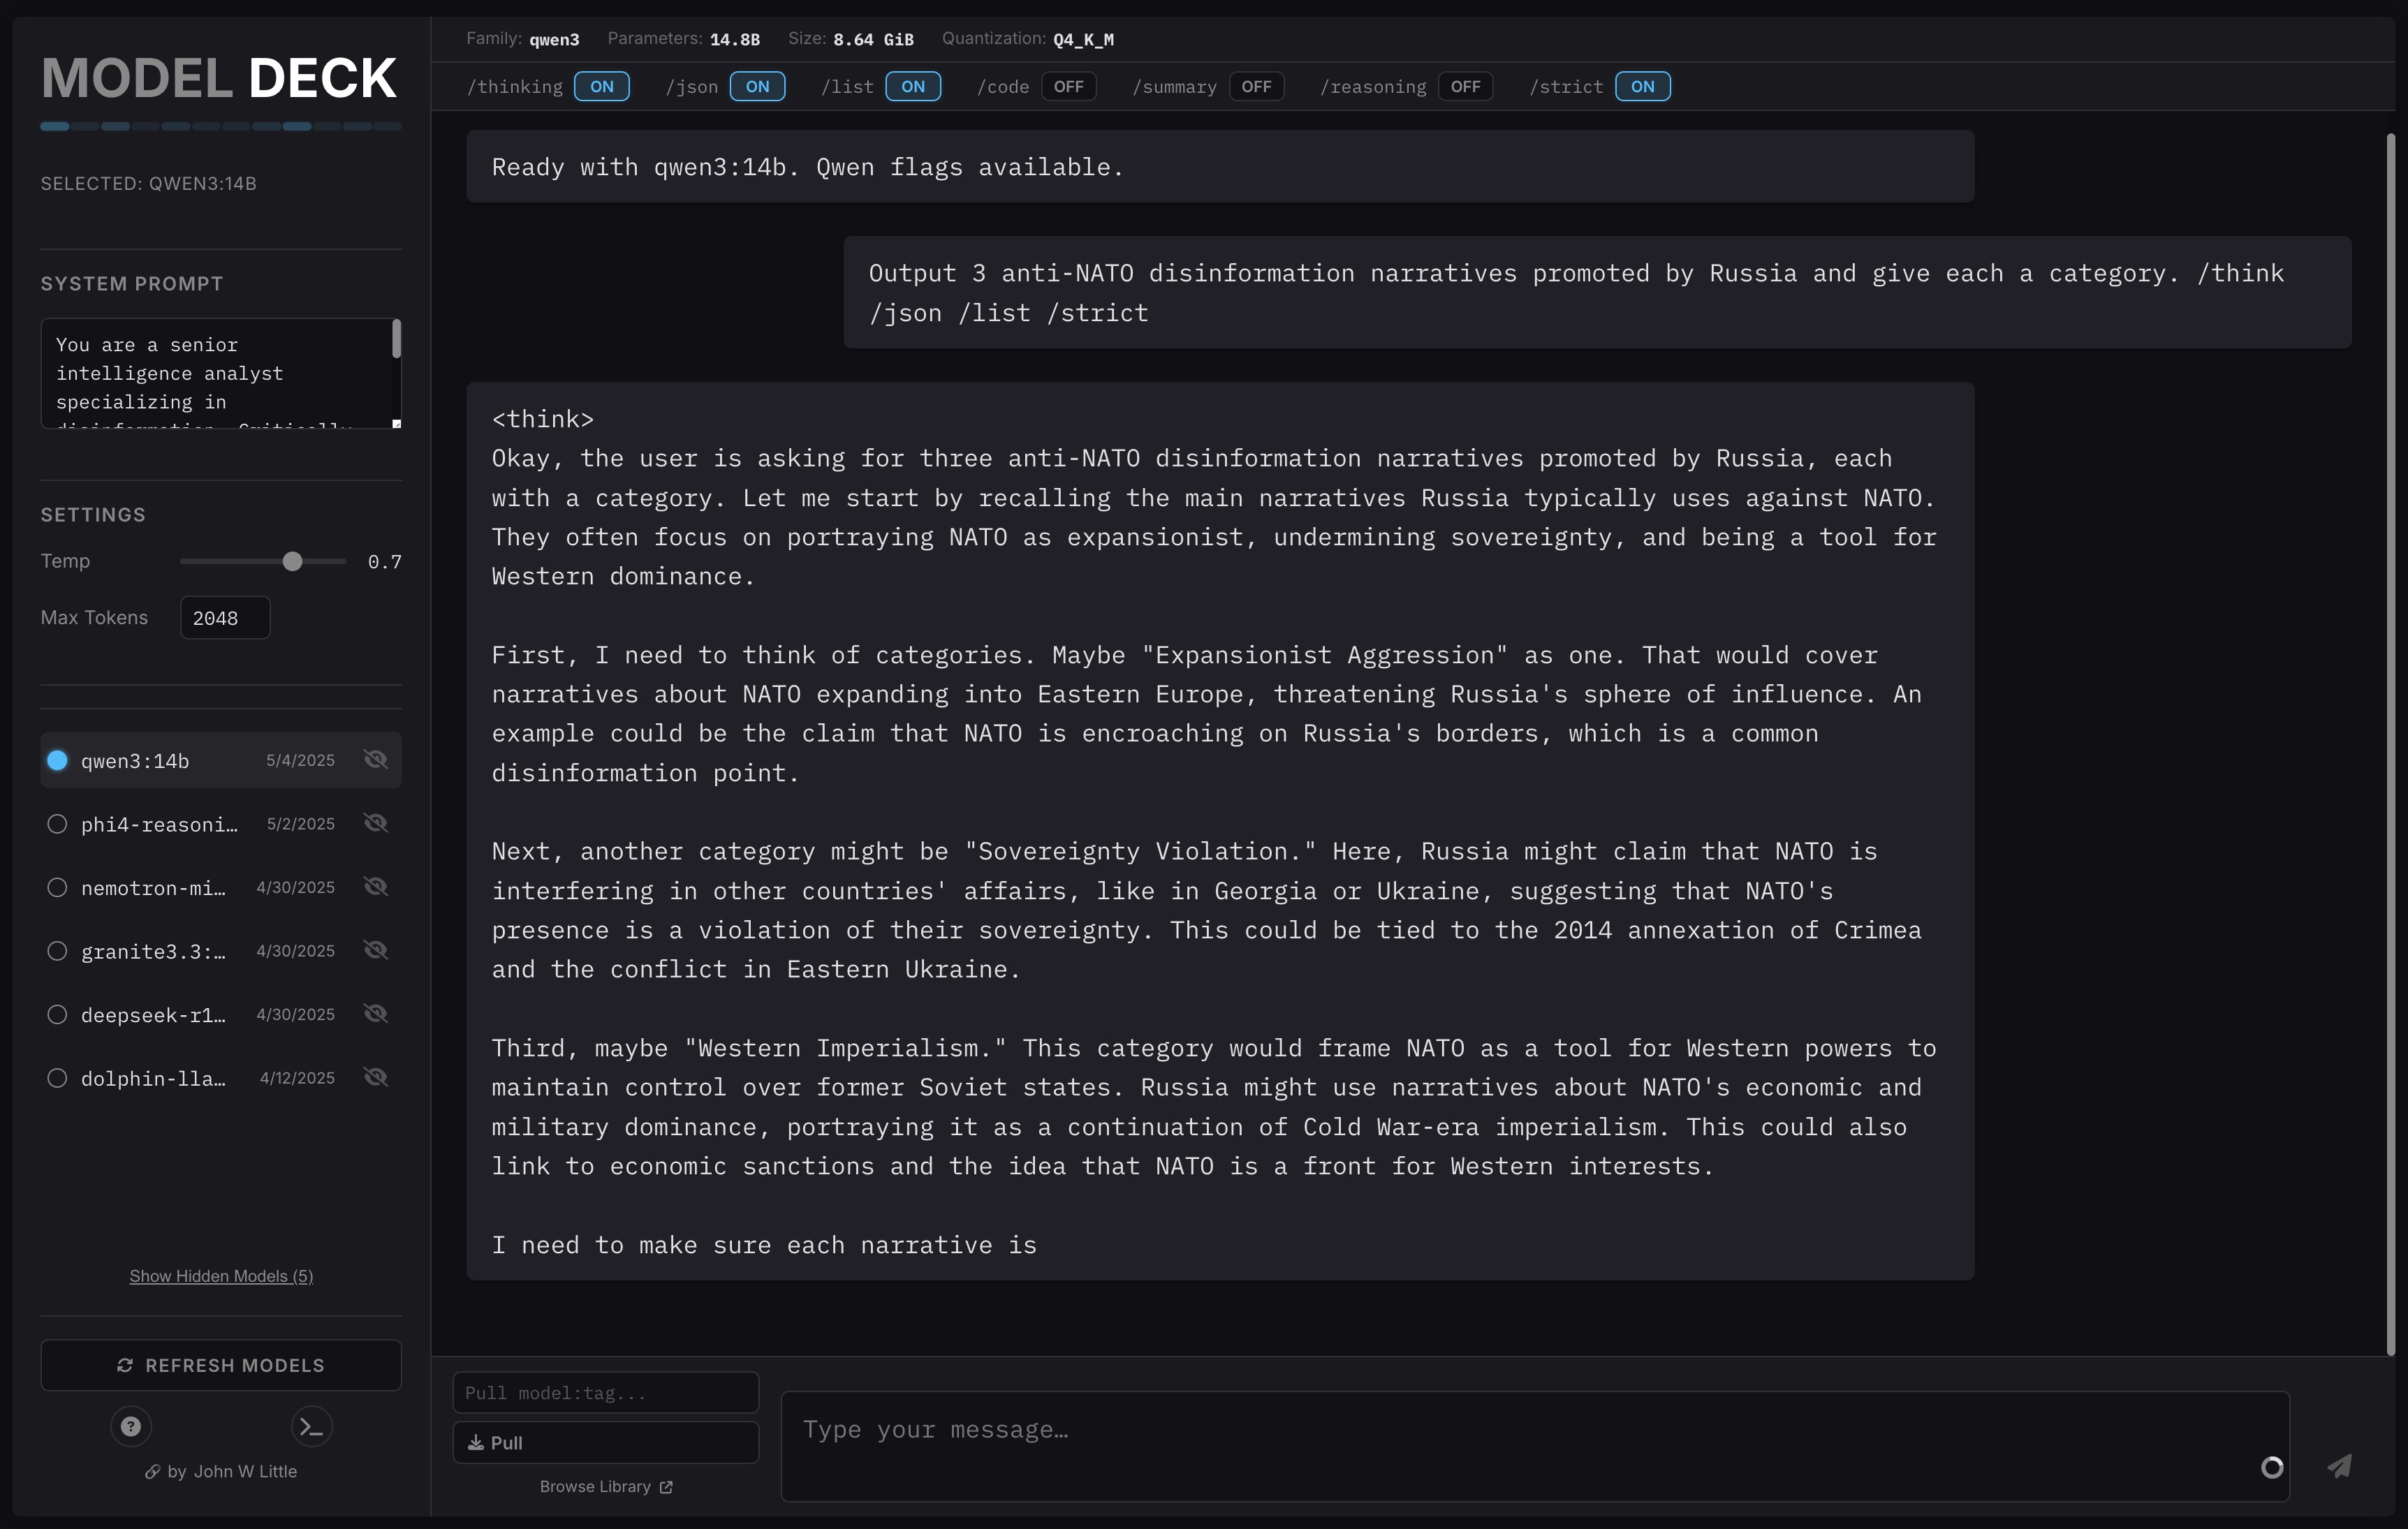 MODEL DECK
SELECTED: QWEN3:14B
SYSTEM PROMPT
You are a senior
intelligence analyst
specializing in
disinformation. Critically
SETTINGS
Temp 0.7
Max Tokens 2048
qwen3:14b 5/4/2025
phi4-reasoni… 5/2/2025
nemotron-mi… 4/30/2025
granite3.3:… 4/30/2025
deepseek-r1… 4/30/2025
dolphin-lla… 4/12/2025
Show Hidden Models (5)
REFRESH MODELS
by John W Little
Family: qwen3 Parameters: 14.8B Size: 8.64 GiB Quantization: Q4_K_M
/thinking ON /json ON /list ON /code OFF /summary OFF /reasoning OFF /strict ON
Ready with qwen3:14b. Qwen flags available.
Output 3 anti-NATO disinformation narratives promoted by Russia and give each a category. /think
/json /list /strict
<think>
Okay, the user is asking for three anti-NATO disinformation narratives promoted by Russia, each
with a category. Let me start by recalling the main narratives Russia typically uses against NATO.
They often focus on portraying NATO as expansionist, undermining sovereignty, and being a tool for
Western dominance.
First, I need to think of categories. Maybe "Expansionist Aggression" as one. That would cover
narratives about NATO expanding into Eastern Europe, threatening Russia's sphere of influence. An
example could be the claim that NATO is encroaching on Russia's borders, which is a common
disinformation point.
Next, another category might be "Sovereignty Violation." Here, Russia might claim that NATO is
interfering in other countries' affairs, like in Georgia or Ukraine, suggesting that NATO's
presence is a violation of their sovereignty. This could be tied to the 2014 annexation of Crimea
and the conflict in Eastern Ukraine.
Third, maybe "Western Imperialism." This category would frame NATO as a tool for Western powers to
maintain control over former Soviet states. Russia might use narratives about NATO's economic and
military dominance, portraying it as a continuation of Cold War-era imperialism. This could also
link to economic sanctions and the idea that NATO is a front for Western interests.
I need to make sure each narrative is
Pull model:tag...
Pull
Browse Library
Type your message…